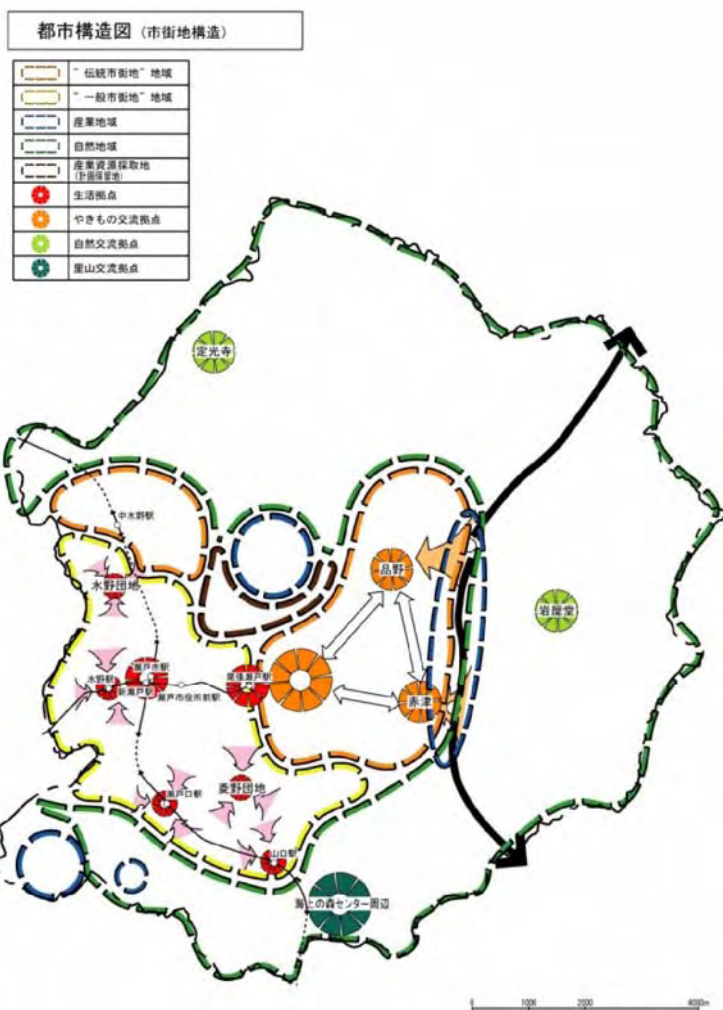 都市構造図（市街地構造）
"伝統市街地"地域
"一般市街地"地域
産業地域
自然地域
産業資源採取地
（計画保留地）
生活拠点
やきもの交流拠点
自然交流拠点
里山交流拠点
定光寺
中水野駅
品野
水野団地
岩屋堂
瀬戸市駅
水野駅
尾張瀬戸駅
新瀬戸駅
瀬戸市役所前駅
赤津
菱野団地
瀬戸口駅
山口駅
海上の森センター周辺
0 1000 2000 4000m